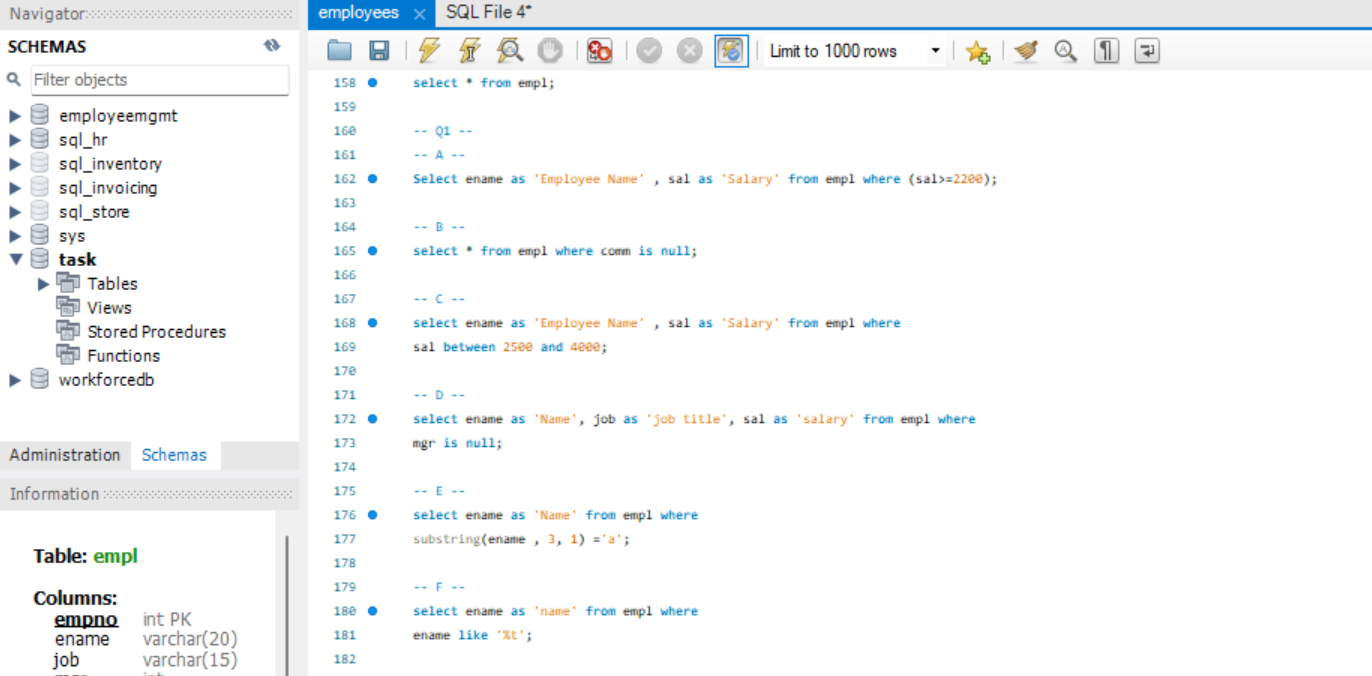 Navigator
SCHEMAS
Filter objects
employeemgmt
sql_hr
sql_inventory
sql_invoicing
sql_store
sys
task
Tables
Views
Stored Procedures
Functions
workforcedb
Administration Schemas
Information
Table: empl
Columns:
empno int PK
ename varchar(20)
job varchar(15)
employees × SQL File 4*
Limit to 1000 rows
158 select * from empl;
159
160 -- Q1 --
161 -- A --
162 Select ename as 'Employee Name' , sal as 'Salary' from empl where (sal>=2200);
163
164 -- B --
165 select * from empl where comm is null;
166
167 -- C --
168 select ename as 'Employee Name' , sal as 'Salary' from empl where
169 sal between 2500 and 4000;
170
171 -- D --
172 select ename as 'Name', job as 'job title', sal as 'salary' from empl where
173 mgr is null;
174
175 -- E --
176 select ename as 'Name' from empl where
177 substring(ename , 3, 1) ='a';
178
179 -- F --
180 select ename as 'name' from empl where
181 ename like '%t';
182